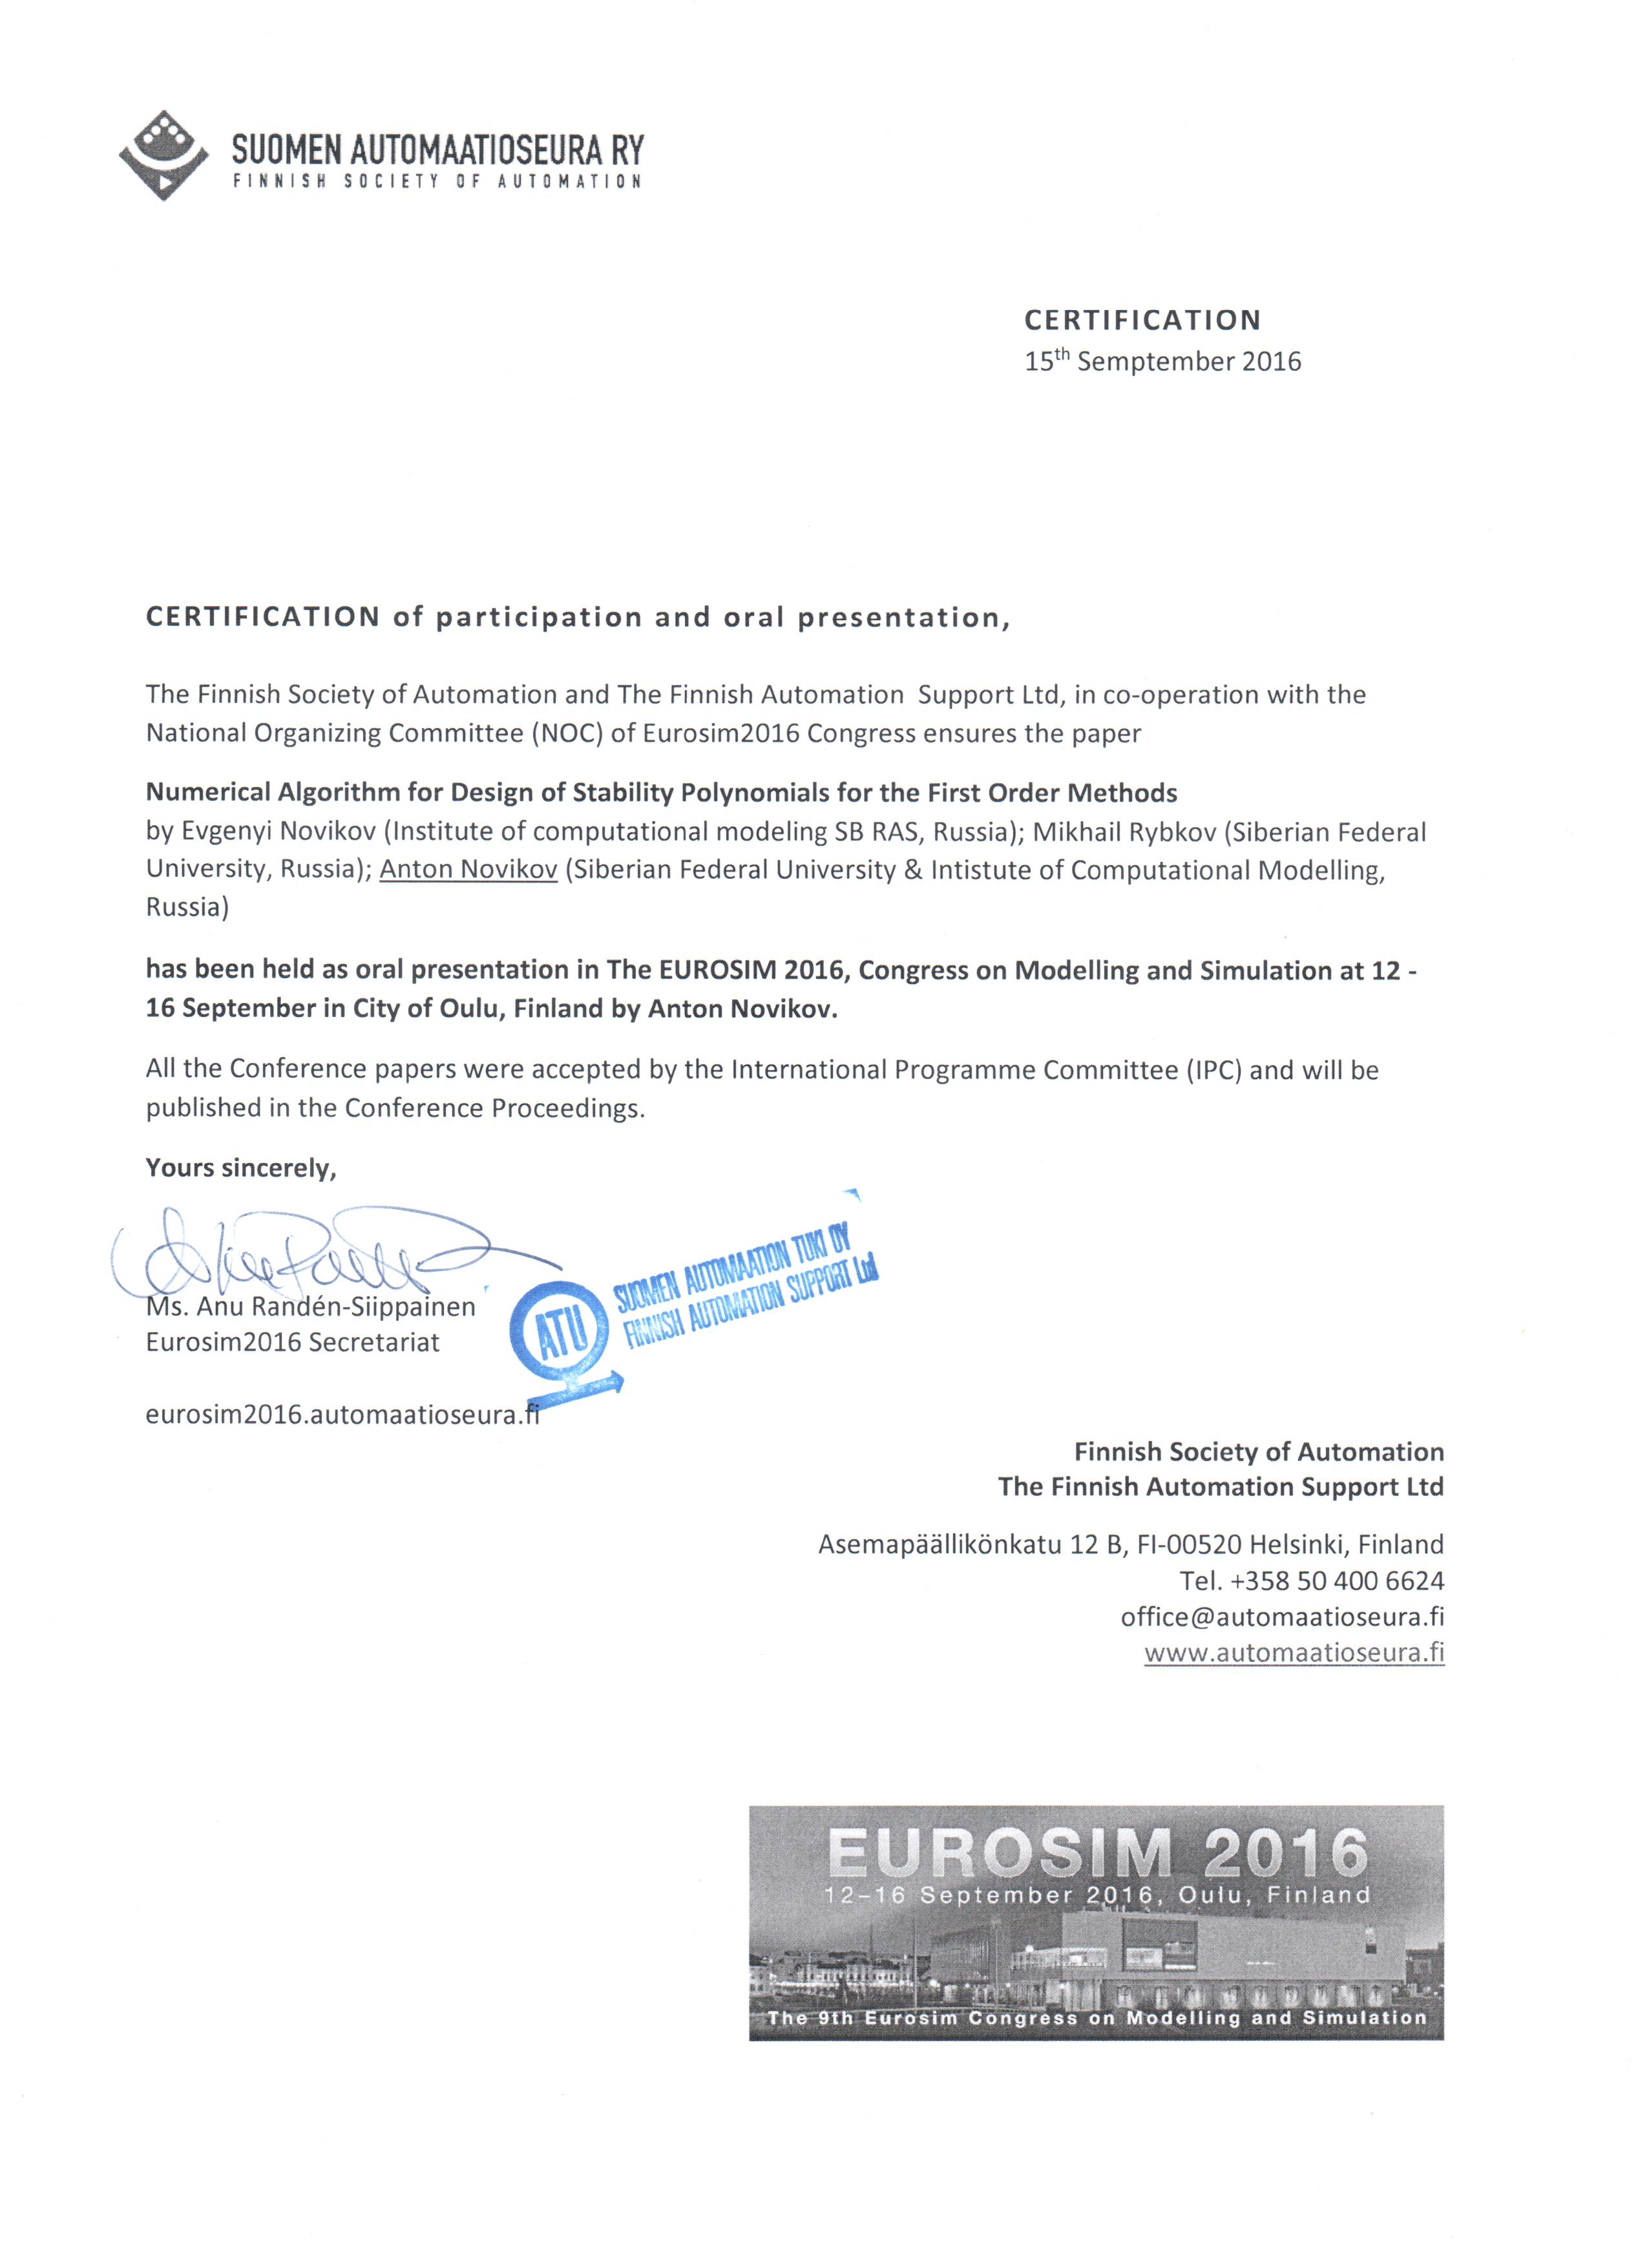 SUOMEN AUTOMAATIOSEURA RY
FINNISH SOCIETY OF AUTOMATION
CERTIFICATION
15th Semptember 2016
CERTIFICATION of participation and oral presentation,
The Finnish Society of Automation and The Finnish Automation Support Ltd, in co-operation with the
National Organizing Committee (NOC) of Eurosim2016 Congress ensures the paper
Numerical Algorithm for Design of Stability Polynomials for the First Order Methods
by Evgenyi Novikov (Institute of computational modeling SB RAS, Russia); Mikhail Rybkov (Siberian Federal
University, Russia); Anton Novikov (Siberian Federal University & Intistute of Computational Modelling,
Russia)
has been held as oral presentation in The EUROSIM 2016, Congress on Modelling and Simulation at 12 -
16 September in City of Oulu, Finland by Anton Novikov.
All the Conference papers were accepted by the International Programme Committee (IPC) and will be
published in the Conference Proceedings.
Yours sincerely,
Ms. Anu Randén-Siippainen
Eurosim2016 Secretariat
ATU
SUOMEN AUTOMAATION TUKI OY
FINNISH AUTOMATION SUPPORT Ltd
eurosim2016.automaatioseura.fi
Finnish Society of Automation
The Finnish Automation Support Ltd
Asemapäällikönkatu 12 B, FI-00520 Helsinki, Finland
Tel. +358 50 400 6624
office@automaatioseura.fi
www.automaatioseura.fi
EUROSIM 2016
12-16 September 2016, Oulu, Finland
The 9th Eurosim Congress on Modelling and Simulation